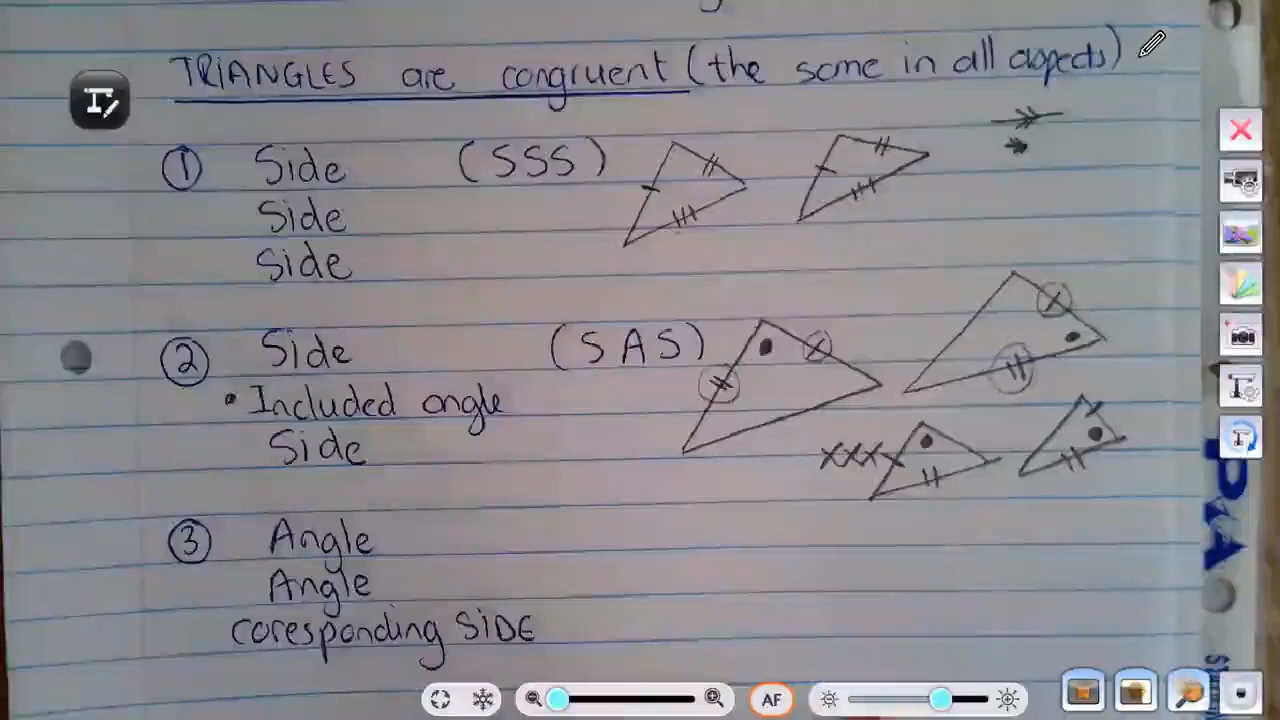 TRIANGLES are congruent (the same in all aspects)
① Side (SSS)
Side
Side
② Side (SAS)
• Included angle
Side
XXX
③ Angle
Angle
coresponding SIDE
AF